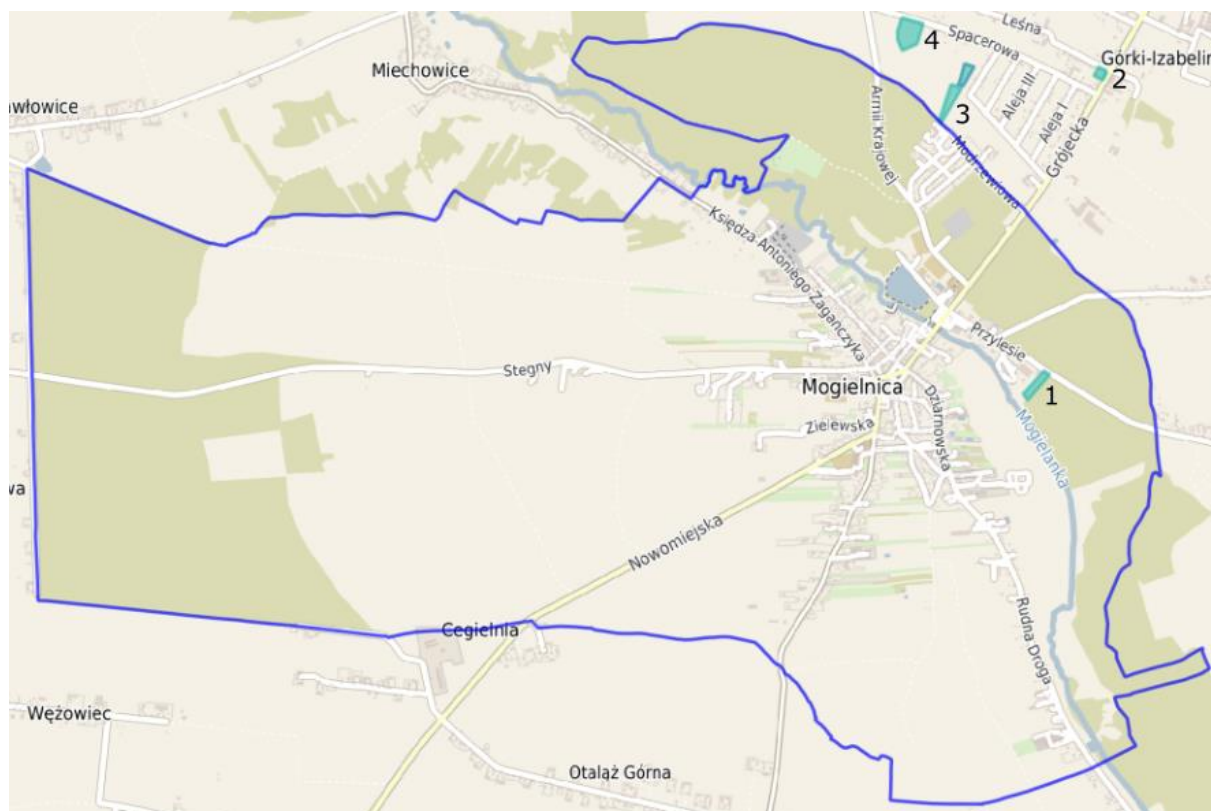 Leśna
4
Spacerowa
Górki-Izabelin
2
Miechowice
Aleja III
awłowice
Armii Krajowej
3
Aleja I
Grójecka
Modrzewiowa
Księdza Antoniego Zagańczyka
Przylesie
Stegny
Mogielnica
1
Dziarnowska
Zielewska
Mogielanka
wa
Nowomiejska
Rudna Droga
Cegielnia
Wężowiec
Otaląż Górna